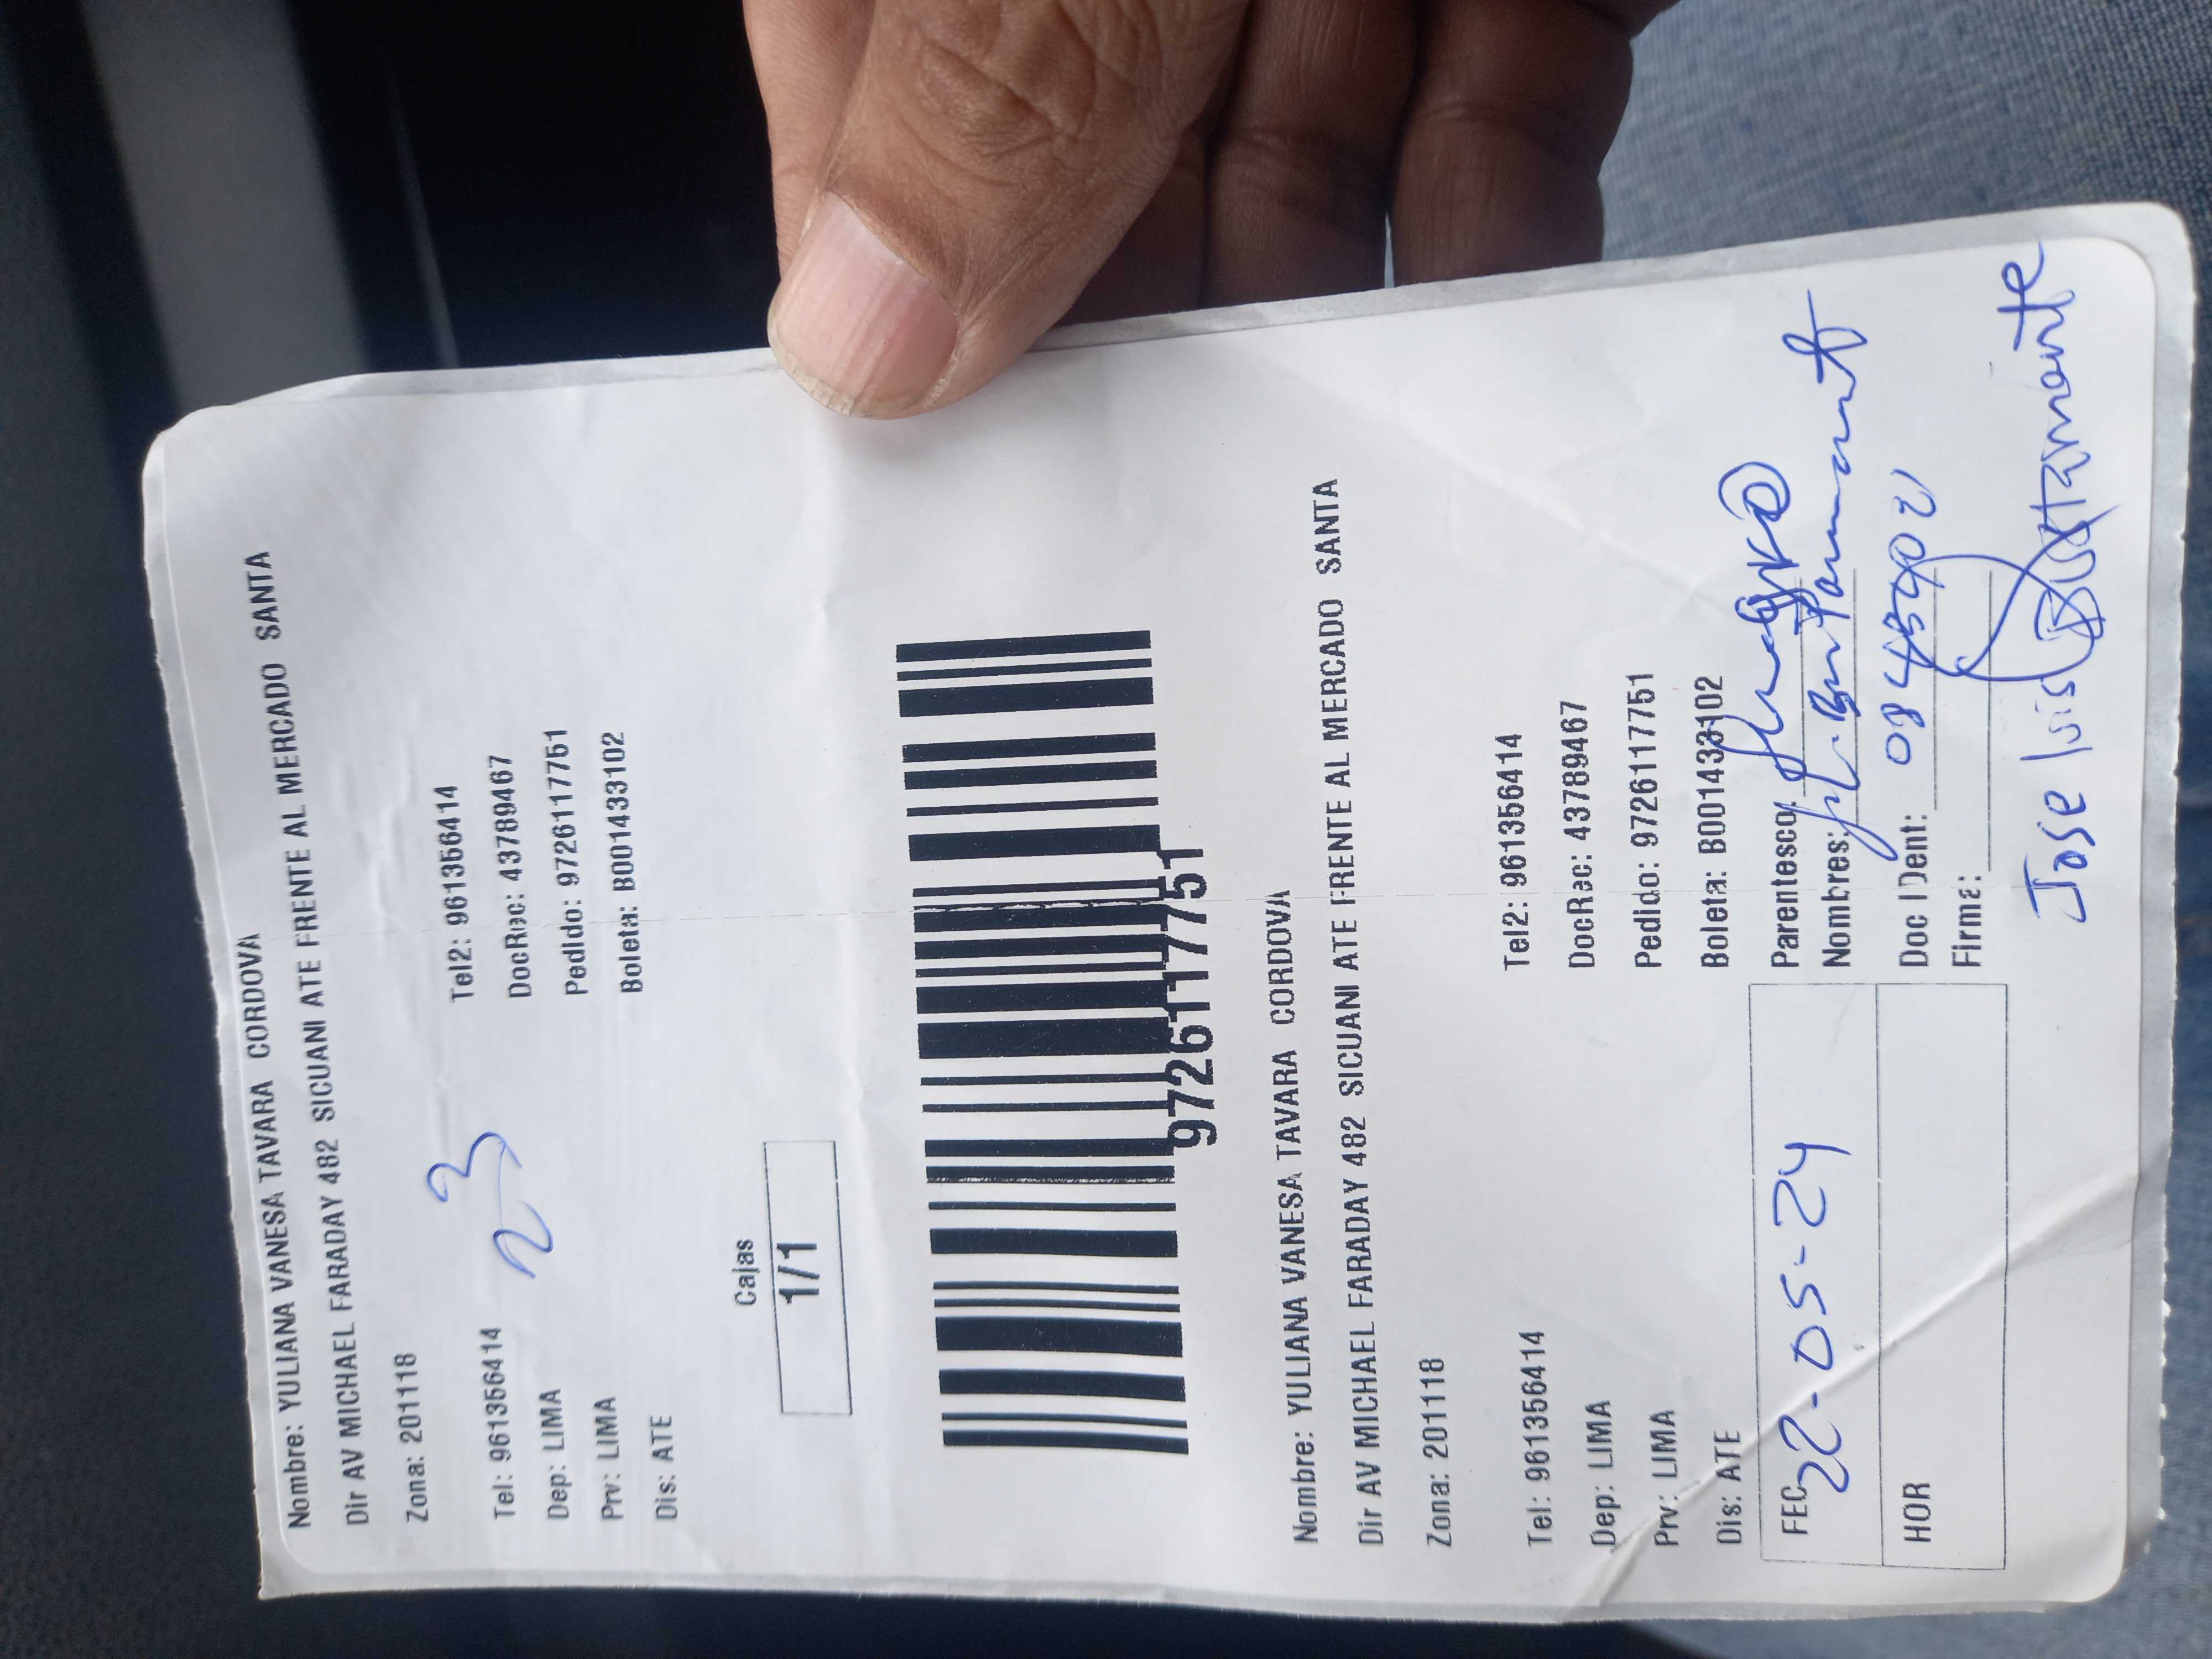 Nombre: YULIANA VANESA TAVARA CORDOVA
Dir AV MICHAEL FARADAY 482 SICUANI ATE FRENTE AL MERCADO SANTA
Zona: 201118
Tel: 961356414 Tel2: 961356414
23
Dep: LIMA DocRec: 43789467
Prv: LIMA Pedido: 9726117751
Dis: ATE Boleta: B001433102
Cajas
1/1
9726117751
Nombre: YULIANA VANESA TAVARA CORDOVA
Dir AV MICHAEL FARADAY 482 SICUANI ATE FRENTE AL MERCADO SANTA
Zona: 201118
Tel: 961356414 Tel2: 961356414
Dep: LIMA DocRec: 43789467
Prv: LIMA Pedido: 9726117751
Dis: ATE Boleta: B001433102
FEC 22-05-24 Parentesco:
Nombres:
HOR Doc IDent:
Firma:
Jose luis Bustamante